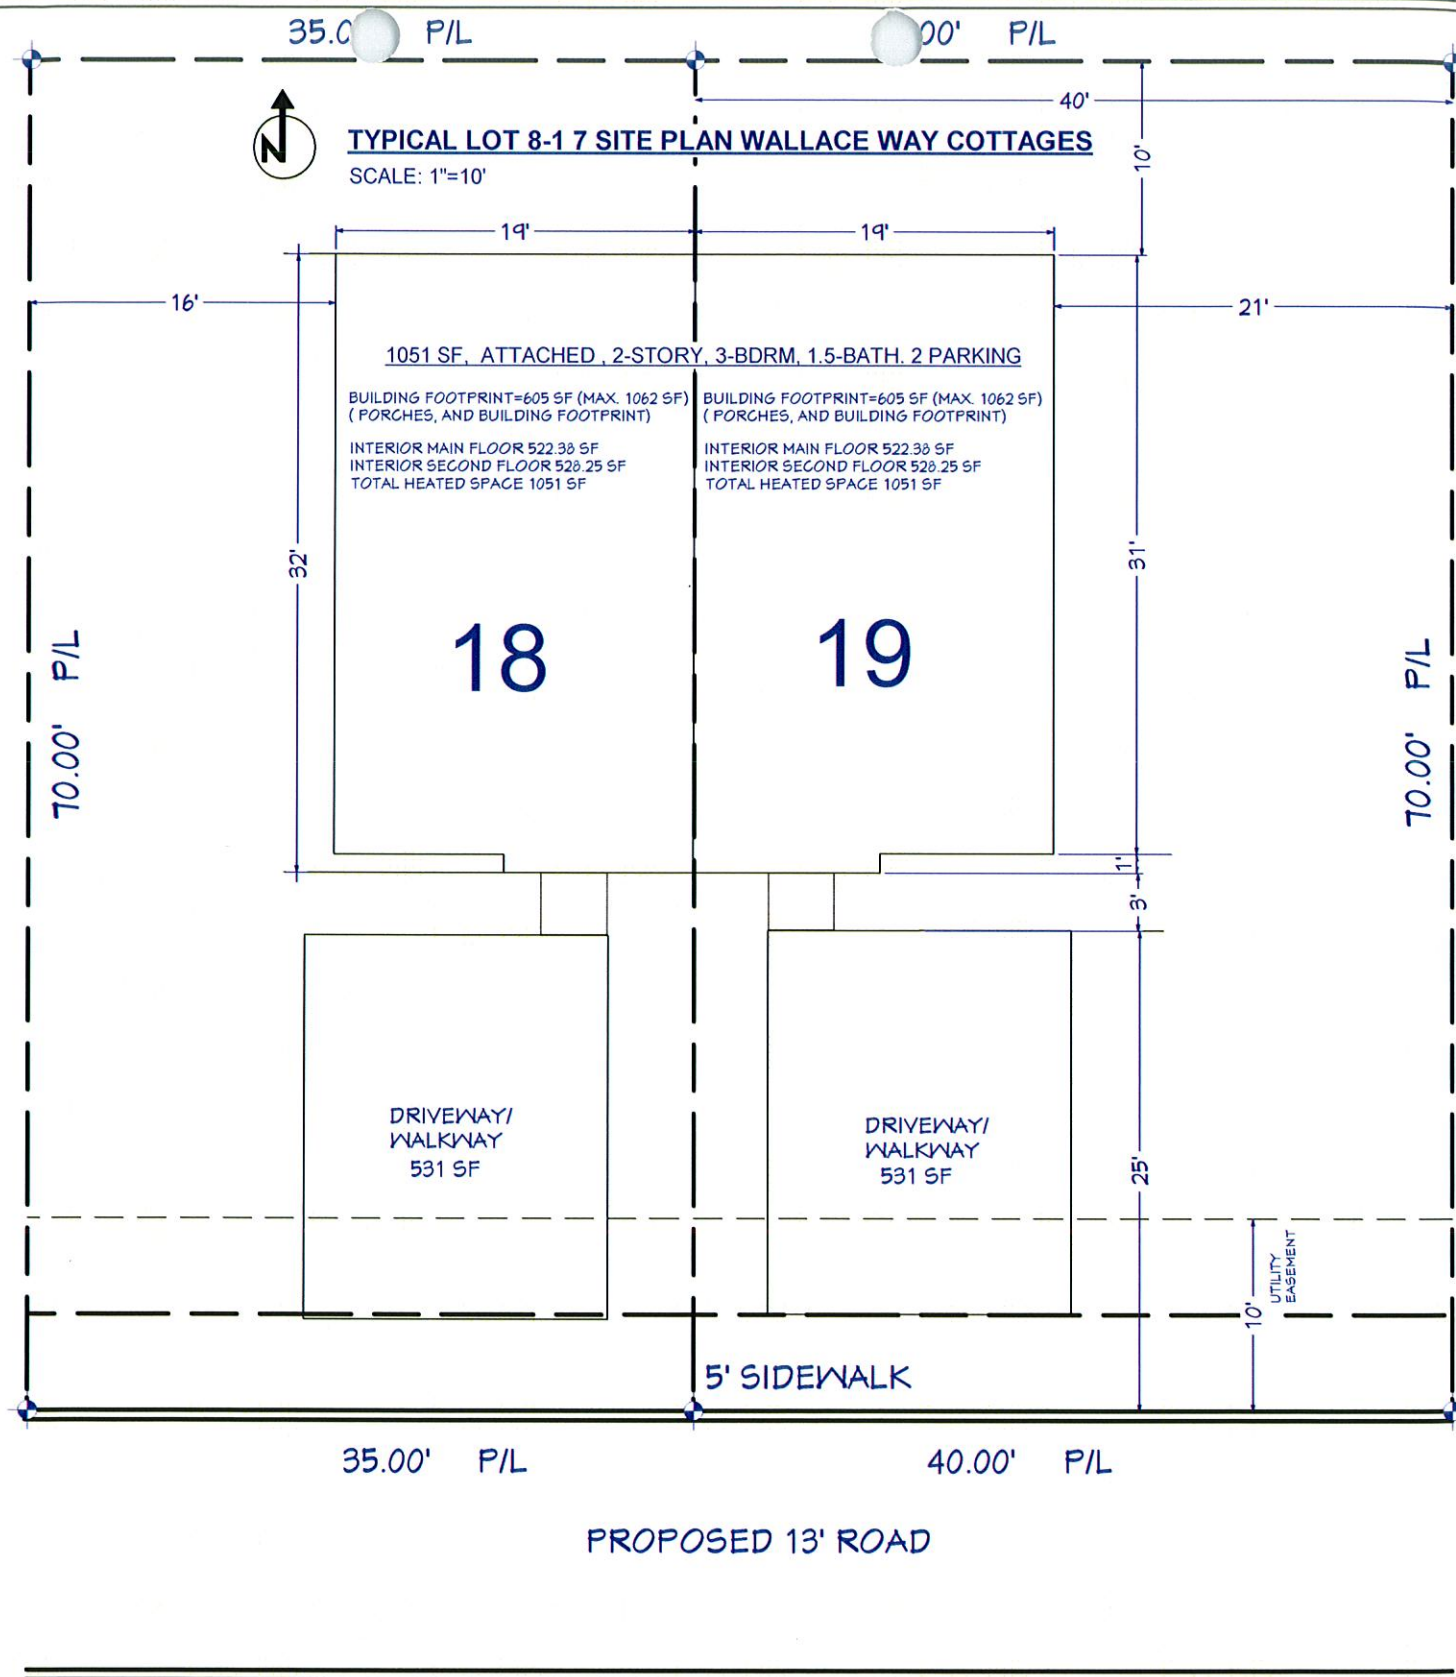 35.0 P/L
00' P/L
40'
N
TYPICAL LOT 8-1 7 SITE PLAN WALLACE WAY COTTAGES
SCALE: 1"=10'
10'
19'
19'
16'
21'
1051 SF, ATTACHED , 2-STORY, 3-BDRM, 1.5-BATH. 2 PARKING
BUILDING FOOTPRINT=605 SF (MAX. 1062 SF)
( PORCHES, AND BUILDING FOOTPRINT)
INTERIOR MAIN FLOOR 522.38 SF
INTERIOR SECOND FLOOR 528.25 SF
TOTAL HEATED SPACE 1051 SF
BUILDING FOOTPRINT=605 SF (MAX. 1062 SF)
( PORCHES, AND BUILDING FOOTPRINT)
INTERIOR MAIN FLOOR 522.38 SF
INTERIOR SECOND FLOOR 528.25 SF
TOTAL HEATED SPACE 1051 SF
32'
31'
18
19
70.00' P/L
70.00' P/L
1'
3'
DRIVEWAY/
WALKWAY
531 SF
DRIVEWAY/
WALKWAY
531 SF
25'
UTILITY
EASEMENT
10'
5' SIDEWALK
35.00' P/L
40.00' P/L
PROPOSED 13' ROAD